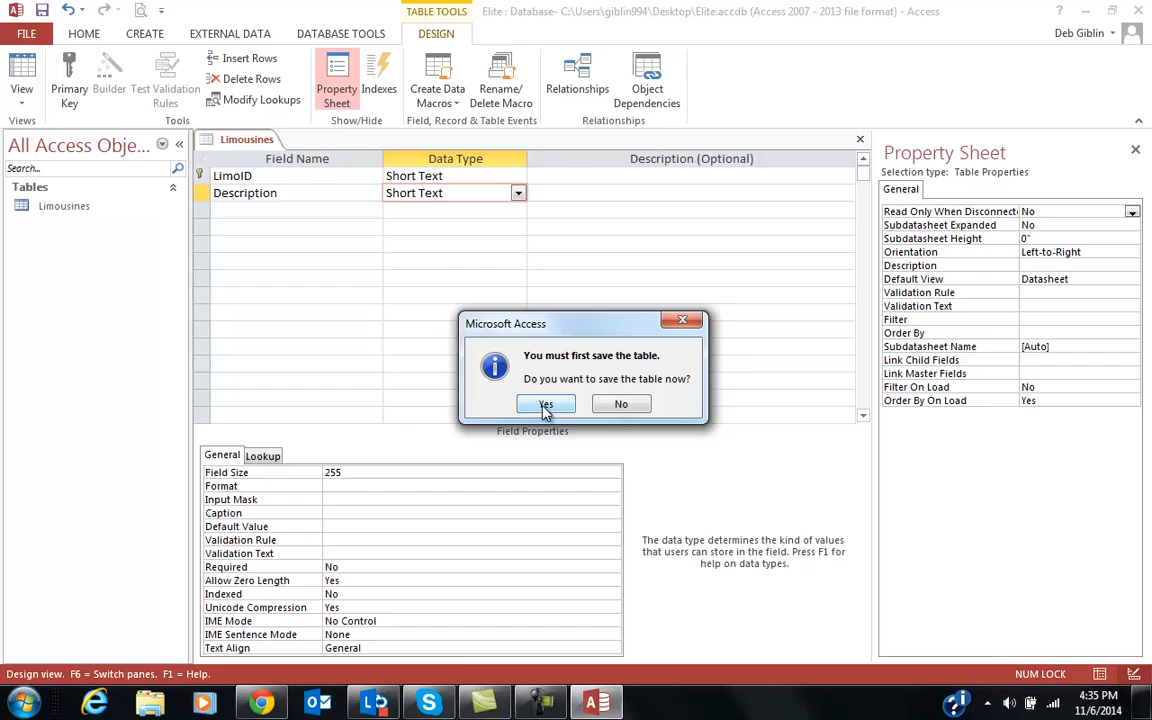 TABLE TOOLS
Elite : Database- C:\Users\giblin994\Desktop\Elite.accdb (Access 2007 - 2013 file format) - Access
FILE
HOME
CREATE
EXTERNAL DATA
DATABASE TOOLS
DESIGN
Deb Giblin
View
Primary Key
Builder
Test Validation Rules
Insert Rows
Delete Rows
Modify Lookups
Property Sheet
Indexes
Create Data Macros
Rename/ Delete Macro
Relationships
Object Dependencies
Views
Tools
Show/Hide
Field, Record & Table Events
Relationships
All Access Obje...
Search...
Tables
Limousines
Limousines
Field Name
Data Type
Description (Optional)
LimoID
Short Text
Description
Short Text
Microsoft Access
You must first save the table.
Do you want to save the table now?
Yes
No
Field Properties
General
Lookup
Field Size 255
Format
Input Mask
Caption
Default Value
Validation Rule
Validation Text
Required No
Allow Zero Length Yes
Indexed No
Unicode Compression Yes
IME Mode No Control
IME Sentence Mode None
Text Align General
The data type determines the kind of values
that users can store in the field. Press F1 for
help on data types.
Property Sheet
Selection type: Table Properties
General
Read Only When Disconnecte No
Subdatasheet Expanded No
Subdatasheet Height 0"
Orientation Left-to-Right
Description
Default View Datasheet
Validation Rule
Validation Text
Filter
Order By
Subdatasheet Name [Auto]
Link Child Fields
Link Master Fields
Filter On Load No
Order By On Load Yes
Design view. F6 = Switch panes. F1 = Help.
NUM LOCK
4:35 PM
11/6/2014